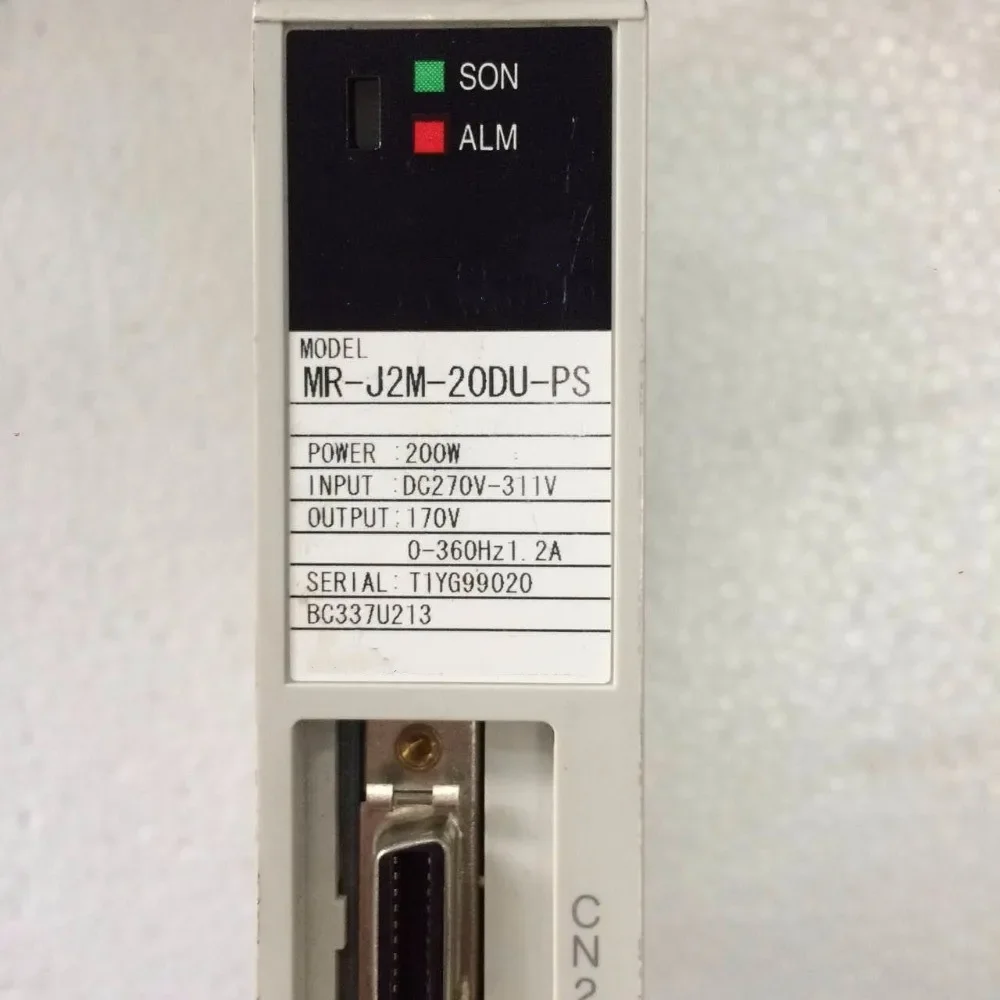 SON
ALM
MODEL
MR-J2M-20DU-PS
POWER :200W
INPUT :DC270V-311V
OUTPUT:170V
0-360Hz1.2A
SERIAL:T1YG99020
BC337U213
CN2